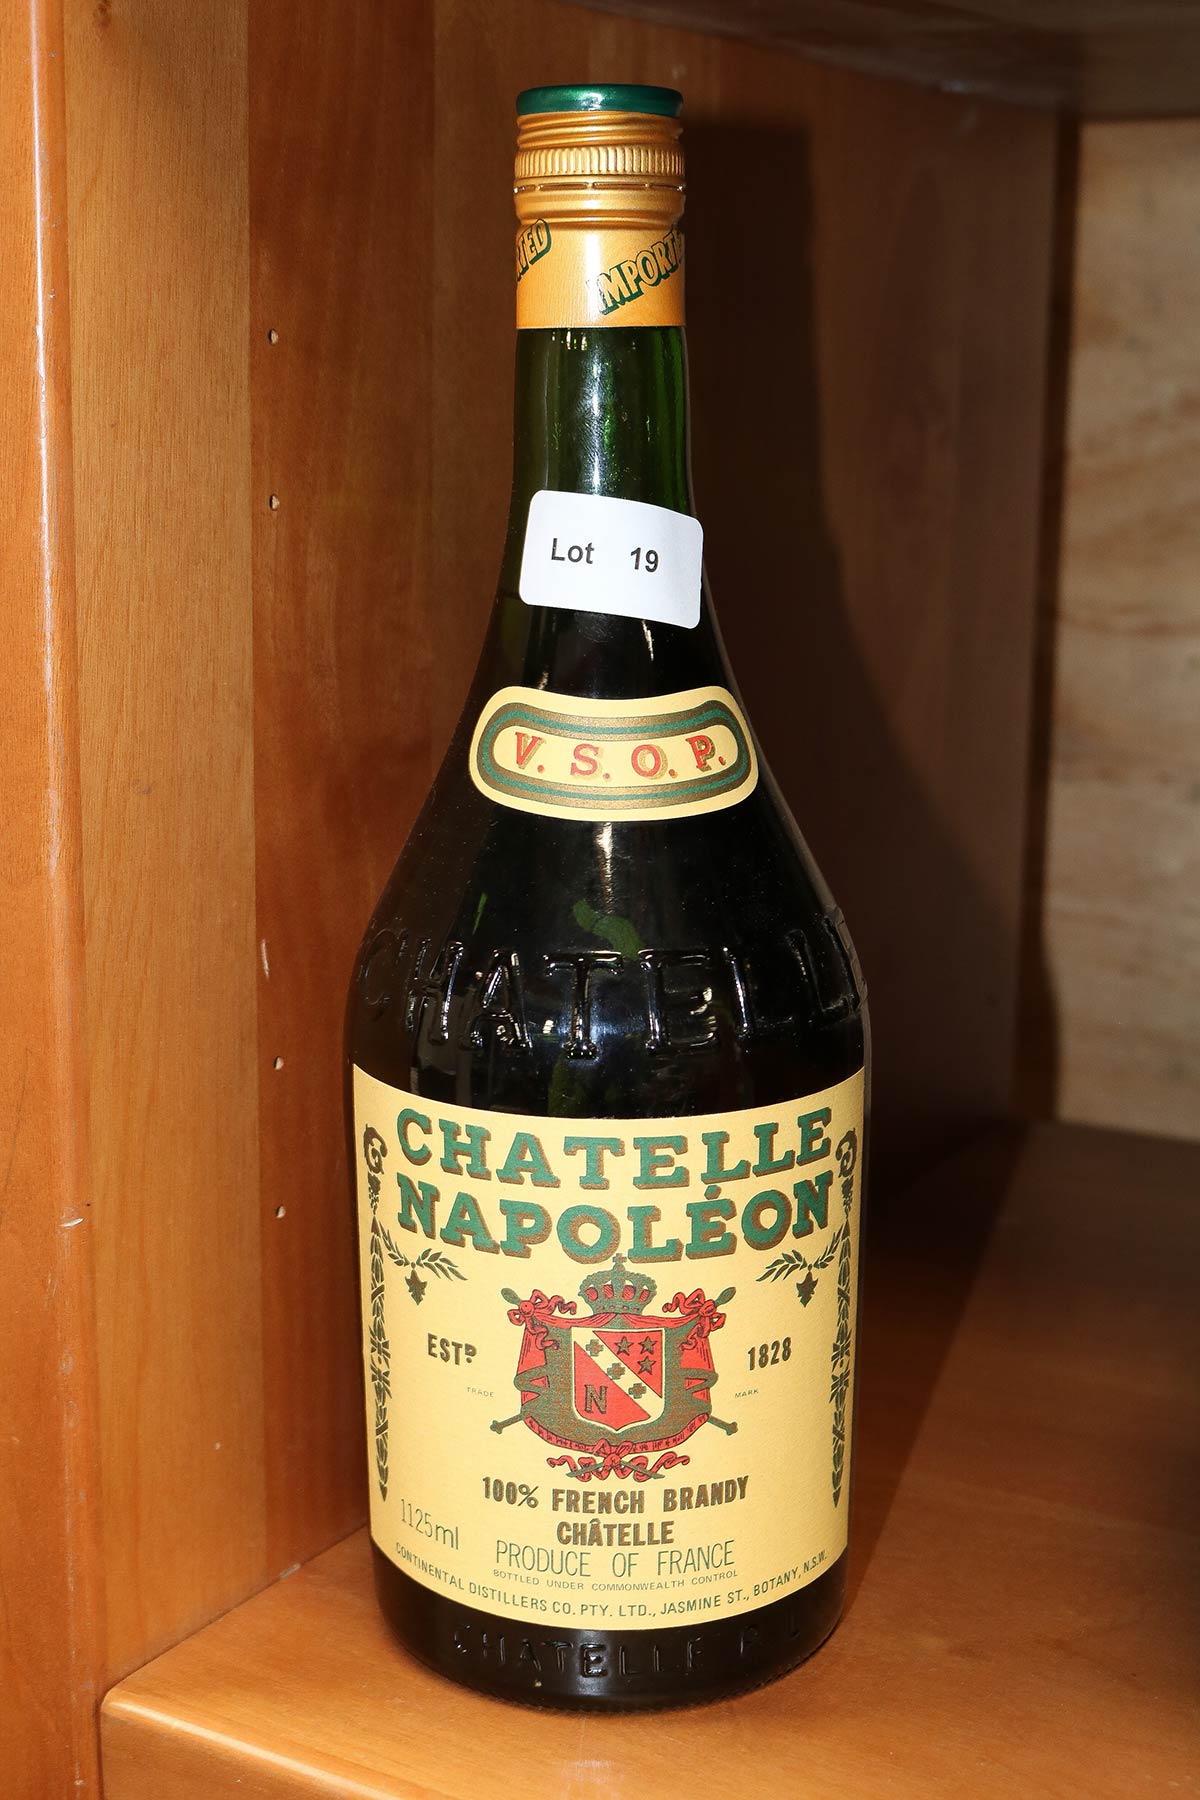 IMPORTED
Lot 19
V. S. O. P.
CHATELLE
CHATELLE
NAPOLÉON
ESTD 1828
TRADE MARK
N
100% FRENCH BRANDY
CHÂTELLE
1125ml
PRODUCE OF FRANCE
BOTTLED UNDER COMMONWEALTH CONTROL
CONTINENTAL DISTILLERS CO. PTY. LTD., JASMINE ST., BOTANY, N.S.W.
CHATELLE